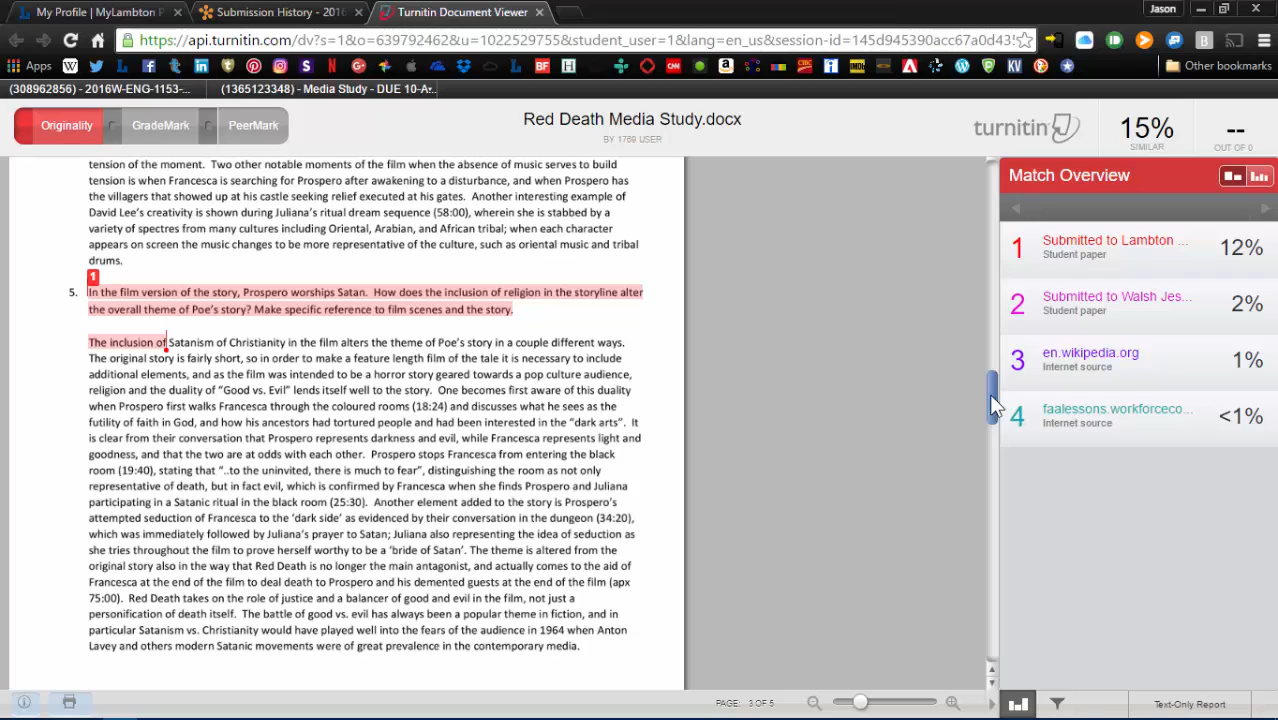 My Profile | MyLambton P
Submission History - 2016
Turnitin Document Viewer
Jason
https://api.turnitin.com/dv?s=1&o=639792462&u=1022529755&student_user=1&lang=en_us&session-id=145d945390acc67a0d43
Apps
Other bookmarks
(308962856) - 2016W-ENG-1153-...
(1365123348) - Media Study - DUE 10-A...
Originality
GradeMark
PeerMark
Red Death Media Study.docx
BY 1769 USER
turnitin
15%
SIMILAR
--
OUT OF 0
tension of the moment.  Two other notable moments of the film when the absence of music serves to build
tension is when Francesca is searching for Prospero after awakening to a disturbance, and when Prospero has
the villagers that showed up at his castle seeking relief executed at his gates.  Another interesting example of
David Lee's creativity is shown during Juliana's ritual dream sequence (58:00), wherein she is stabbed by a
variety of spectres from many cultures including Oriental, Arabian, and African tribal; when each character
appears on screen the music changes to be more representative of the culture, such as oriental music and tribal
drums.
1
5. In the film version of the story, Prospero worships Satan.  How does the inclusion of religion in the storyline alter
the overall theme of Poe's story? Make specific reference to film scenes and the story.
The inclusion of Satanism of Christianity in the film alters the theme of Poe's story in a couple different ways.
The original story is fairly short, so in order to make a feature length film of the tale it is necessary to include
additional elements, and as the film was intended to be a horror story geared towards a pop culture audience,
religion and the duality of "Good vs. Evil" lends itself well to the story.  One becomes first aware of this duality
when Prospero first walks Francesca through the coloured rooms (18:24) and discusses what he sees as the
futility of faith in God, and how his ancestors had tortured people and had been interested in the "dark arts".  It
is clear from their conversation that Prospero represents darkness and evil, while Francesca represents light and
goodness, and that the two are at odds with each other.  Prospero stops Francesca from entering the black
room (19:40), stating that "..to the uninvited, there is much to fear", distinguishing the room as not only
representative of death, but in fact evil, which is confirmed by Francesca when she finds Prospero and Juliana
participating in a Satanic ritual in the black room (25:30).  Another element added to the story is Prospero's
attempted seduction of Francesca to the 'dark side' as evidenced by their conversation in the dungeon (34:20),
which was immediately followed by Juliana's prayer to Satan; Juliana also representing the idea of seduction as
she tries throughout the film to prove herself worthy to be a 'bride of Satan'. The theme is altered from the
original story also in the way that Red Death is no longer the main antagonist, and actually comes to the aid of
Francesca at the end of the film to deal death to Prospero and his demented guests at the end of the film (apx
75:00).  Red Death takes on the role of justice and a balancer of good and evil in the film, not just a
personification of death itself.  The battle of good vs. evil has always been a popular theme in fiction, and in
particular Satanism vs. Christianity would have played well into the fears of the audience in 1964 when Anton
Lavey and others modern Satanic movements were of great prevalence in the contemporary media.
Match Overview
1 Submitted to Lambton ... 12%
Student paper
2 Submitted to Walsh Jes... 2%
Student paper
3 en.wikipedia.org 1%
Internet source
4 faalessons.workforceco... <1%
Internet source
PAGE: 3 OF 5
Text-Only Report